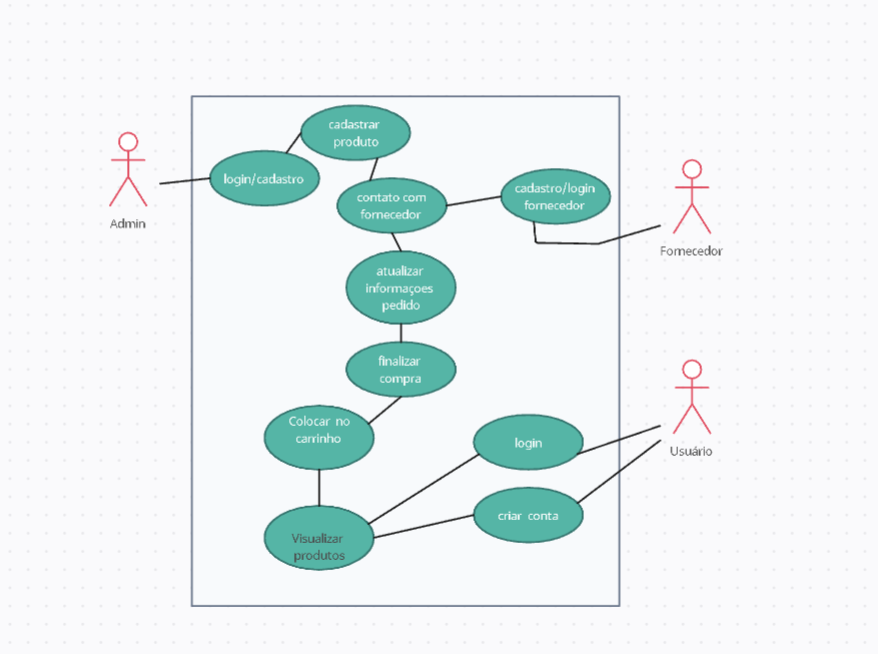 cadastrar
produto
login/cadastro
Admin
contato com
fornecedor
cadastro/login
fornecedor
Fornecedor
atualizar
informaçoes
pedido
finalizar
compra
Colocar no
carrinho
login
Usuário
criar conta
Visualizar
produtos